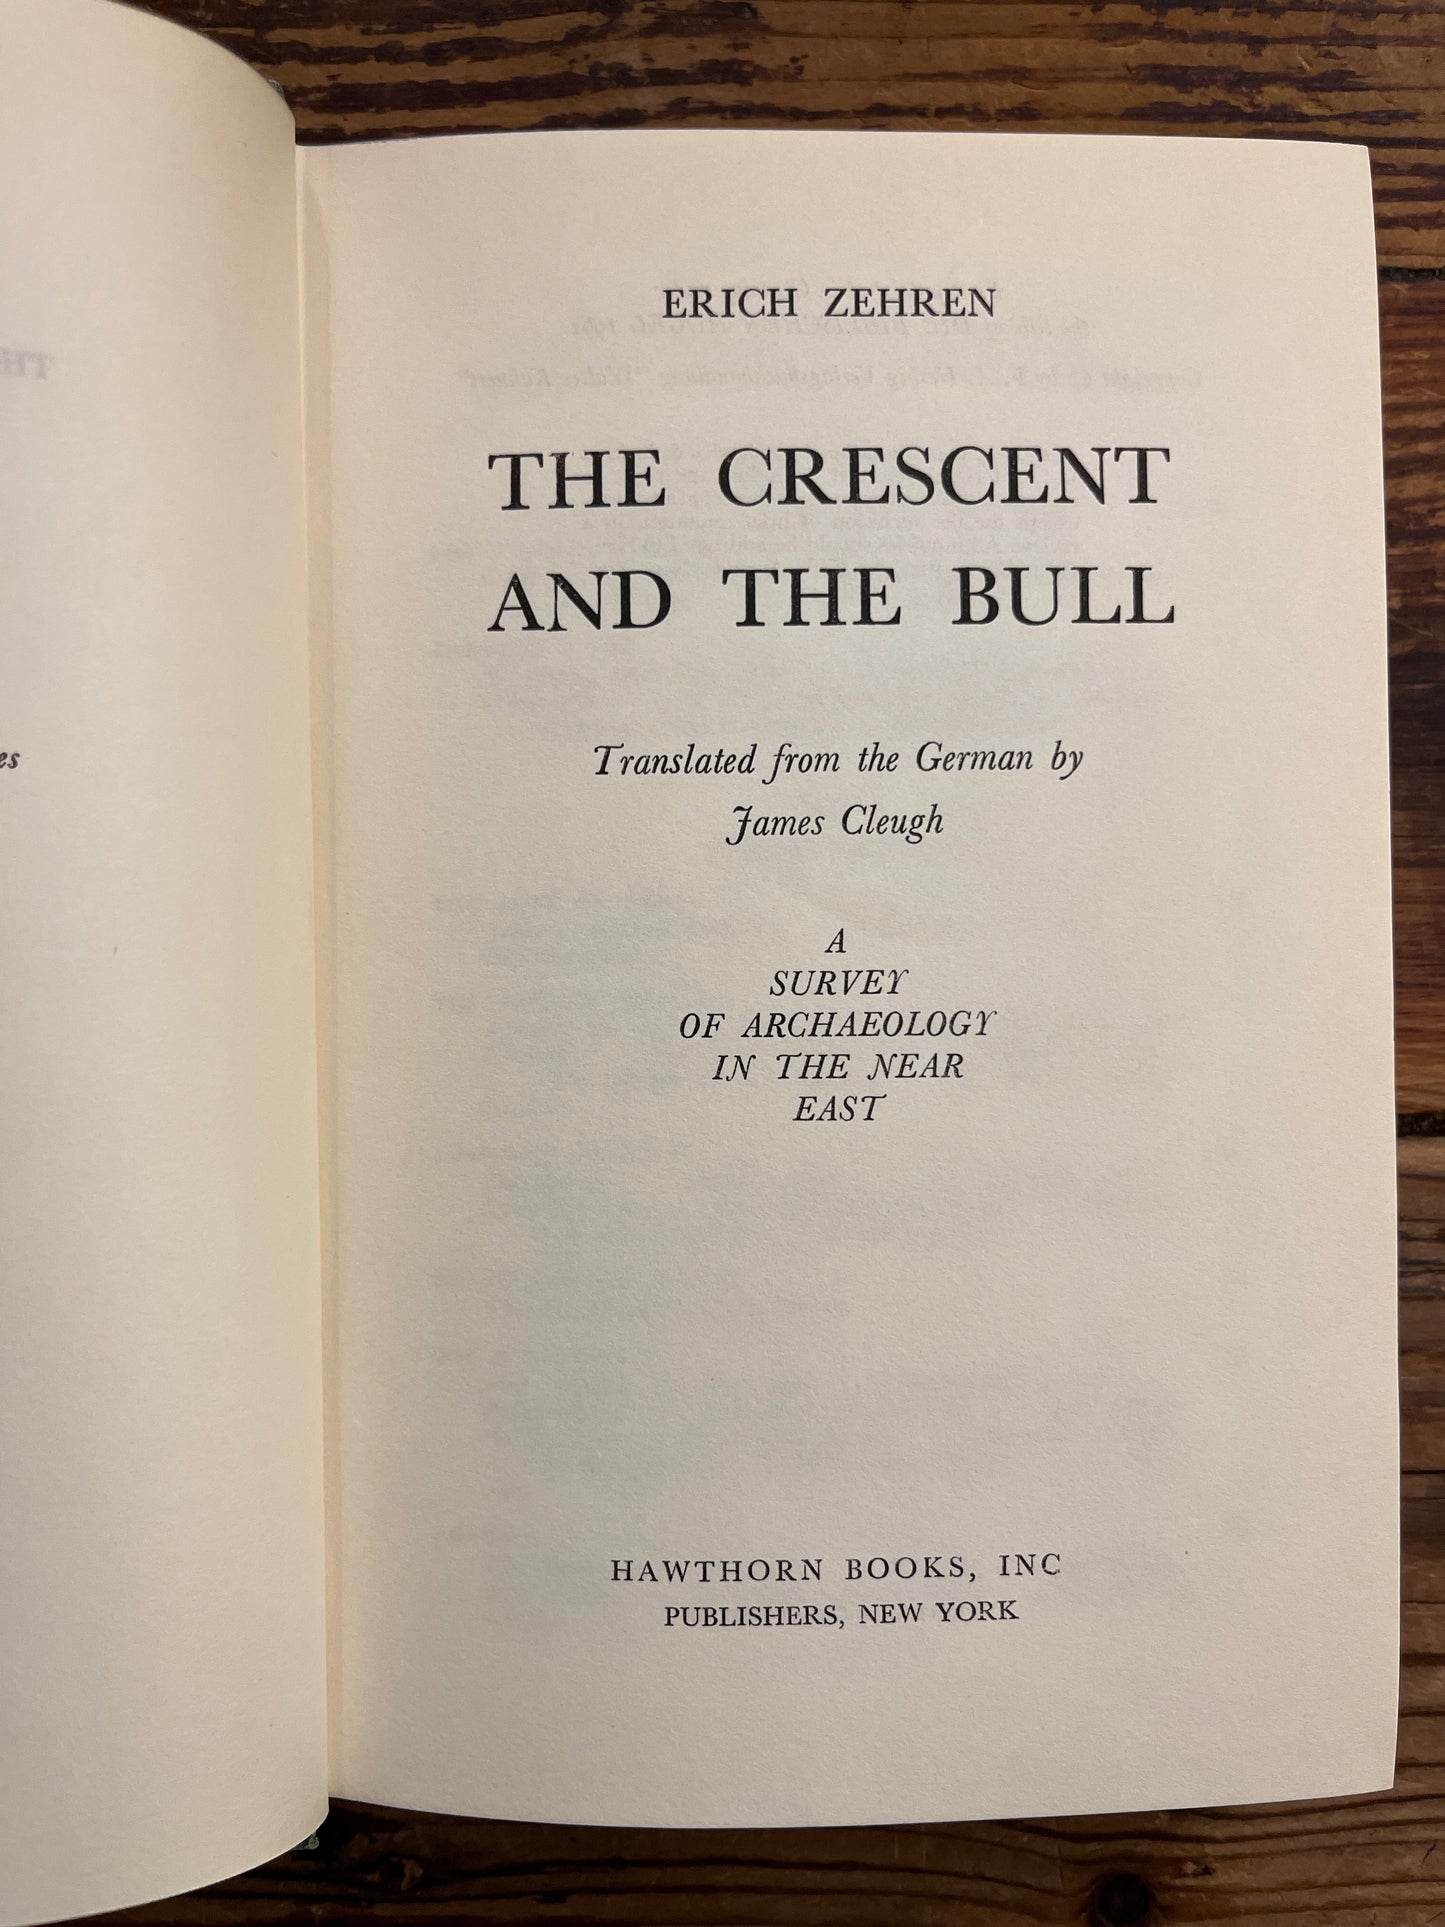 ERICH ZEHREN
THE CRESCENT
AND THE BULL
Translated from the German by
James Cleugh
A
SURVEY
OF ARCHAEOLOGY
IN THE NEAR
EAST
HAWTHORN BOOKS, INC
PUBLISHERS, NEW YORK